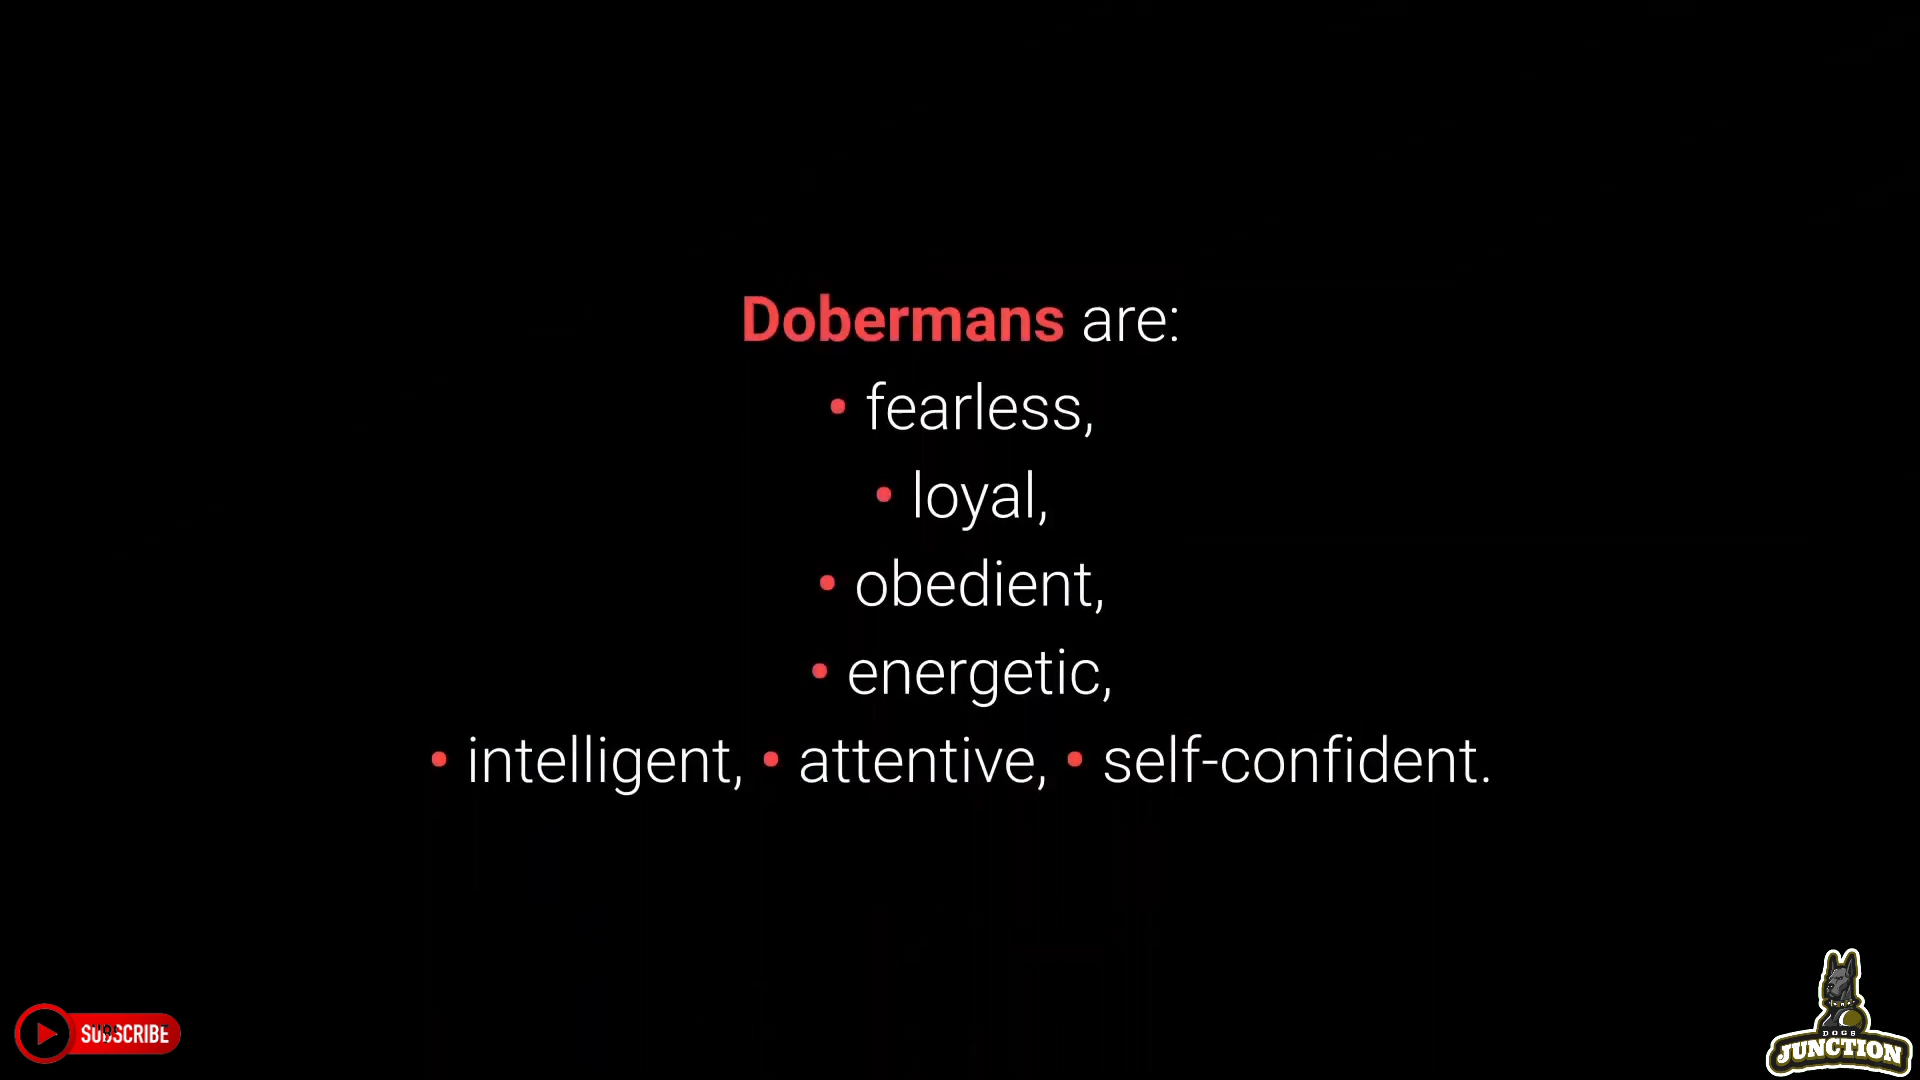 Dobermans are:
• fearless,
• loyal,
• obedient,
• energetic,
• intelligent, • attentive, • self-confident.
SUBSCRIBE
DOGS
JUNCTION